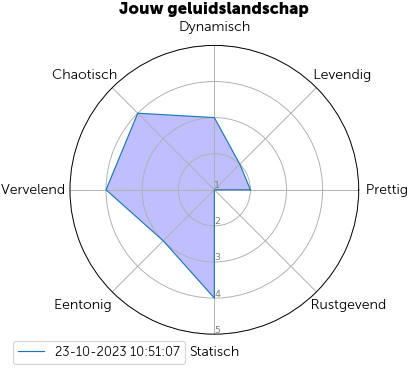 Jouw geluidslandschap
Dynamisch
Chaotisch
Levendig
Vervelend
1
Prettig
2
3
Eentonig
4
Rustgevend
5
23-10-2023 10:51:07
Statisch